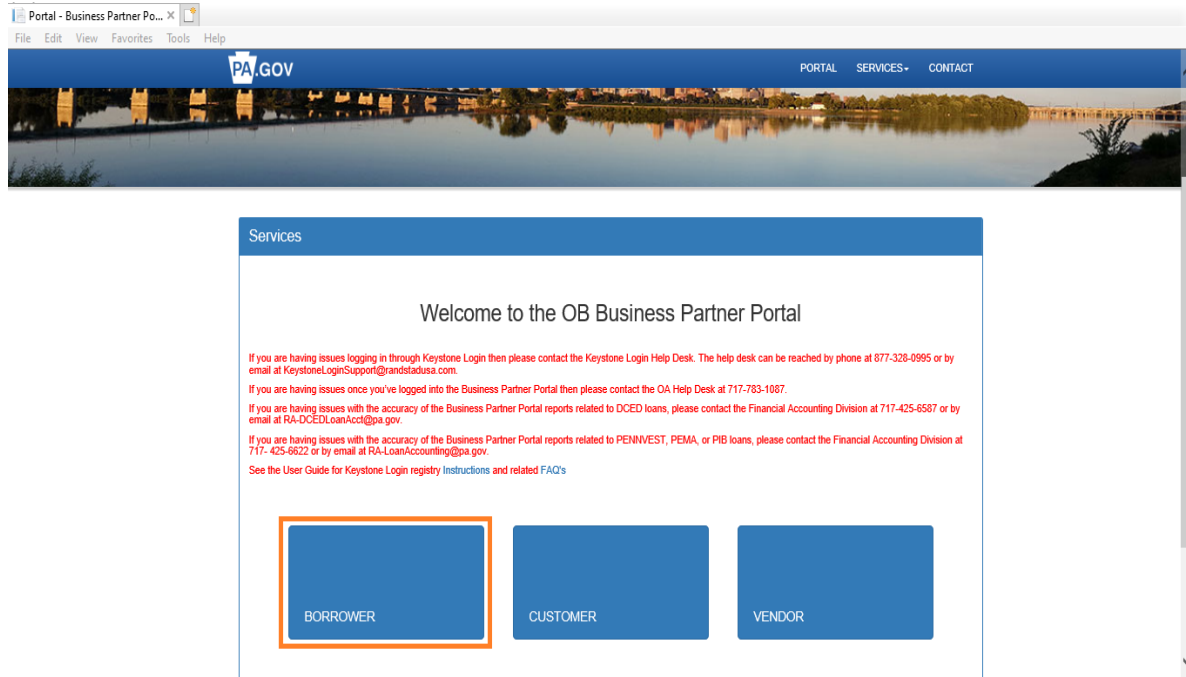 Portal - Business Partner Po...
File Edit View Favorites Tools Help
PA.GOV
PORTAL SERVICES CONTACT
Services
Welcome to the OB Business Partner Portal
If you are having issues logging in through Keystone Login then please contact the Keystone Login Help Desk. The help desk can be reached by phone at 877-328-0995 or by
email at KeystoneLoginSupport@randstadusa.com.
If you are having issues once you've logged into the Business Partner Portal then please contact the OA Help Desk at 717-783-1087.
If you are having issues with the accuracy of the Business Partner Portal reports related to DCED loans, please contact the Financial Accounting Division at 717-425-6587 or by
email at RA-DCEDLoanAcct@pa.gov.
If you are having issues with the accuracy of the Business Partner Portal reports related to PENNVEST, PEMA, or PIB loans, please contact the Financial Accounting Division at
717- 425-6622 or by email at RA-LoanAccounting@pa.gov.
See the User Guide for Keystone Login registry Instructions and related FAQ's
BORROWER
CUSTOMER
VENDOR